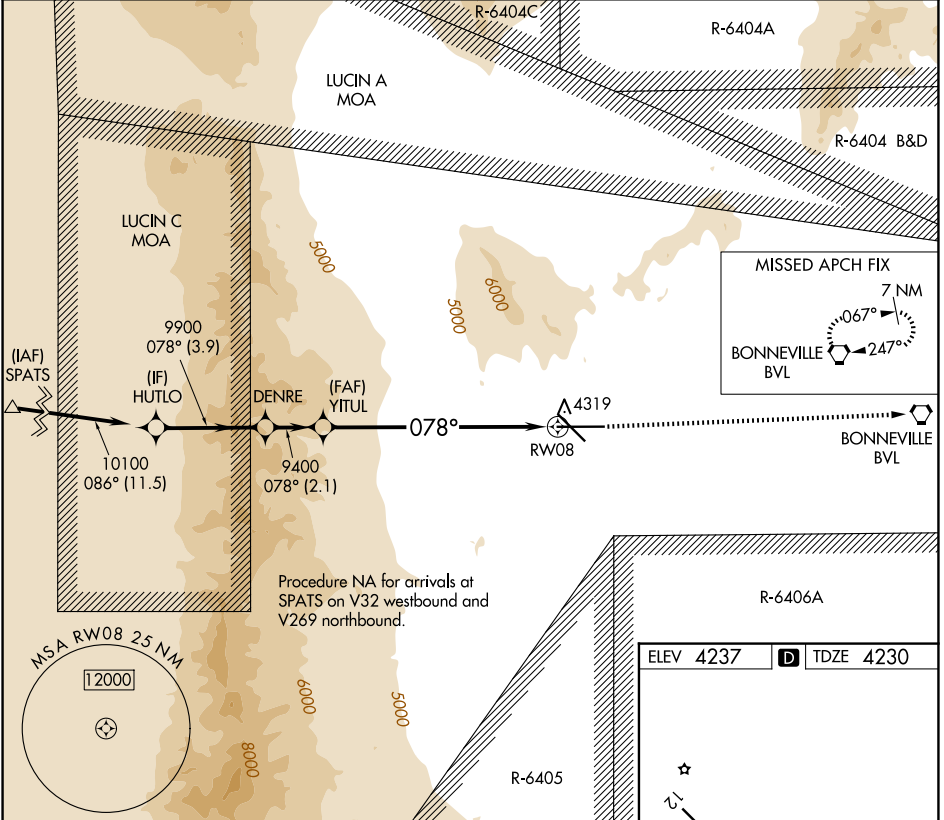 R-6404C
R-6404A
LUCIN A
MOA
R-6404 B&D
LUCIN C
MOA
5000
6000
5000
MISSED APCH FIX
7 NM
067°
247°
BONNEVILLE
BVL
9900
078° (3.9)
(IAF)
SPATS
(IF)
HUTLO
DENRE
(FAF)
YITUL
078°
4319
RW08
BONNEVILLE
BVL
10100
086° (11.5)
9400
078° (2.1)
Procedure NA for arrivals at
SPATS on V32 westbound and
V269 northbound.
R-6406A
MSA RW08 25 NM
12000
ELEV 4237
D
TDZE 4230
6000
5000
8000
R-6405
12